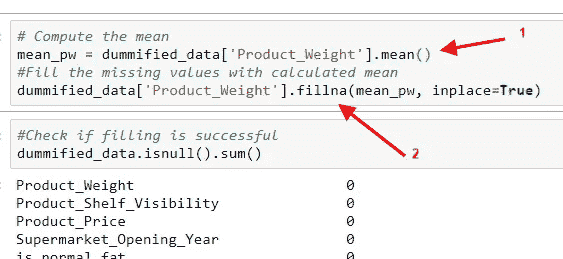 # Compute the mean
mean_pw = dummified_data['Product_Weight'].mean()
1
#Fill the missing values with calculated mean
dummified_data['Product_Weight'].fillna(mean_pw, inplace=True)
2
#Check if filling is successful
dummified_data.isnull().sum()
Product_Weight 0
Product_Shelf_Visibility 0
Product_Price 0
Supermarket_Opening_Year 0
is_normal_fat 0